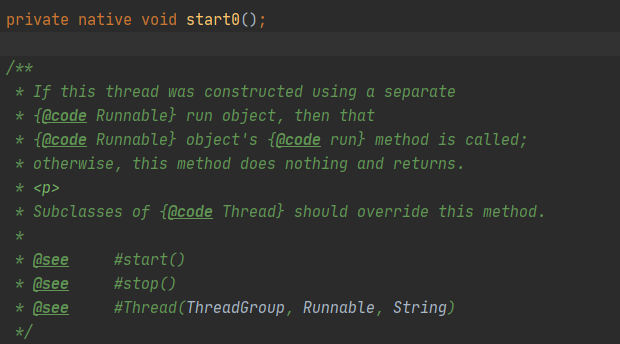 private native void start0();
/**
* If this thread was constructed using a separate
* {@code Runnable} run object, then that
* {@code Runnable} object's {@code run} method is called;
* otherwise, this method does nothing and returns.
* <p>
* Subclasses of {@code Thread} should override this method.
*
* @see     #start()
* @see     #stop()
* @see     #Thread(ThreadGroup, Runnable, String)
*/